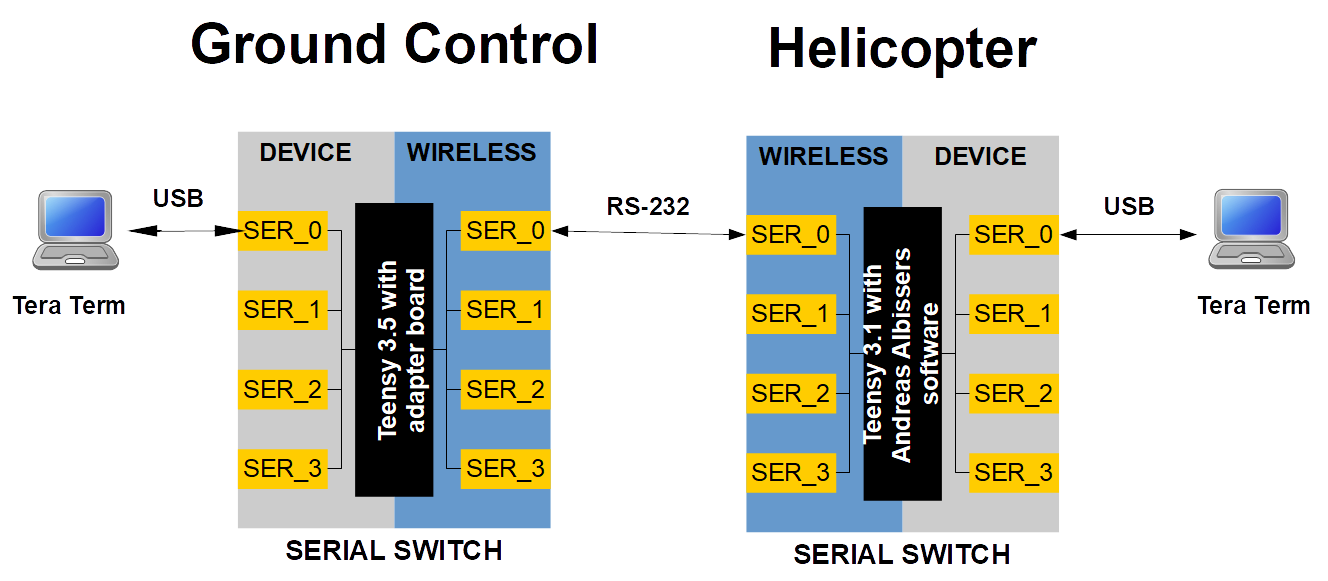 Ground Control
Helicopter
DEVICE
WIRELESS
WIRELESS
DEVICE
USB
RS-232
USB
SER_0
SER_0
SER_0
SER_0
Tera Term
Tera Term
SER_1
SER_1
SER_1
SER_1
Teensy 3.5 with
adapter board
Teensy 3.1 with
Andreas Albissers
software
SER_2
SER_2
SER_2
SER_2
SER_3
SER_3
SER_3
SER_3
SERIAL SWITCH
SERIAL SWITCH